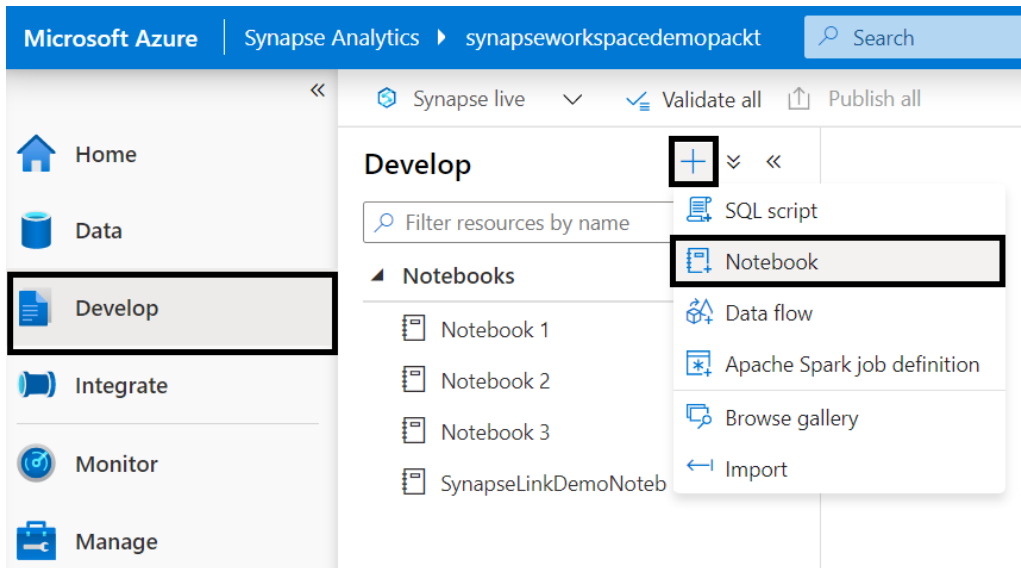 Microsoft Azure
Synapse Analytics
synapseworkspacedemopackt
Search
Home
Data
Develop
Integrate
Monitor
Manage
Synapse live
Validate all
Publish all
Develop
Filter resources by name
Notebooks
Notebook 1
Notebook 2
Notebook 3
SynapseLinkDemoNoteb
SQL script
Notebook
Data flow
Apache Spark job definition
Browse gallery
Import